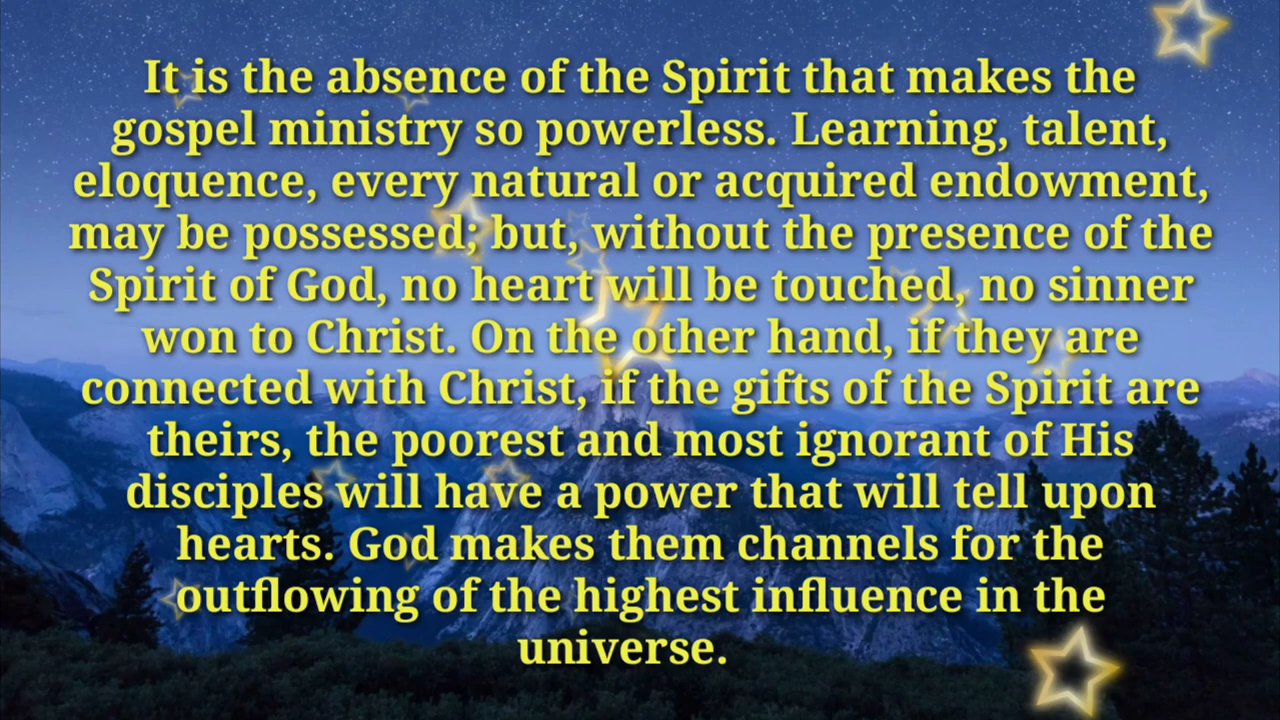 It is the absence of the Spirit that makes the
gospel ministry so powerless. Learning, talent,
eloquence, every natural or acquired endowment,
may be possessed; but, without the presence of the
Spirit of God, no heart will be touched, no sinner
won to Christ. On the other hand, if they are
connected with Christ, if the gifts of the Spirit are
theirs, the poorest and most ignorant of His
disciples will have a power that will tell upon
hearts. God makes them channels for the
outflowing of the highest influence in the
universe.